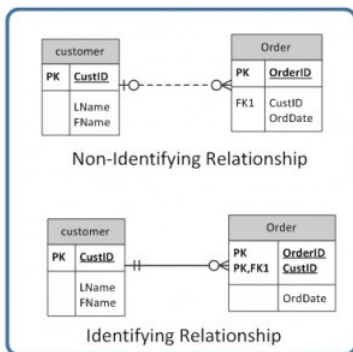 customer
PK CustID
LName
FName
Order
PK OrderID
FK1 CustID
OrdDate
Non-Identifying Relationship
customer
PK CustID
LName
FName
Order
PK OrderID
PK,FK1 CustID
OrdDate
Identifying Relationship